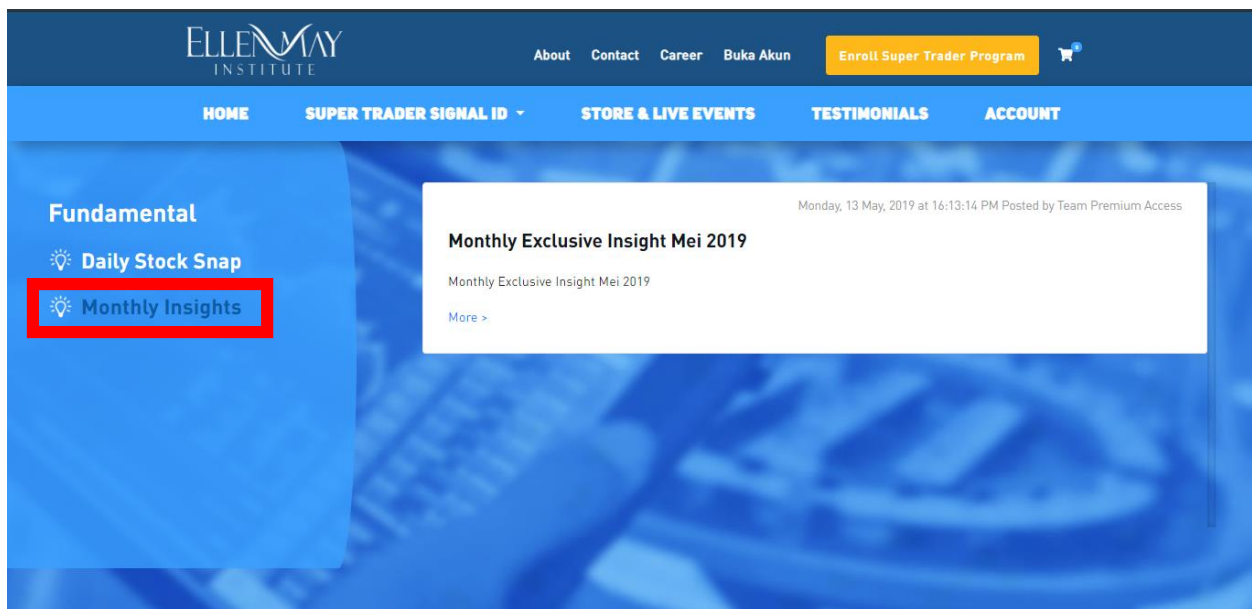 ELLEN MAY
INSTITUTE
About Contact Career Buka Akun Enroll Super Trader Program
HOME SUPER TRADER SIGNAL ID STORE & LIVE EVENTS TESTIMONIALS ACCOUNT
Fundamental
Daily Stock Snap
Monthly Insights
Monday, 13 May, 2019 at 16:13:14 PM Posted by Team Premium Access
Monthly Exclusive Insight Mei 2019
Monthly Exclusive Insight Mei 2019
More >